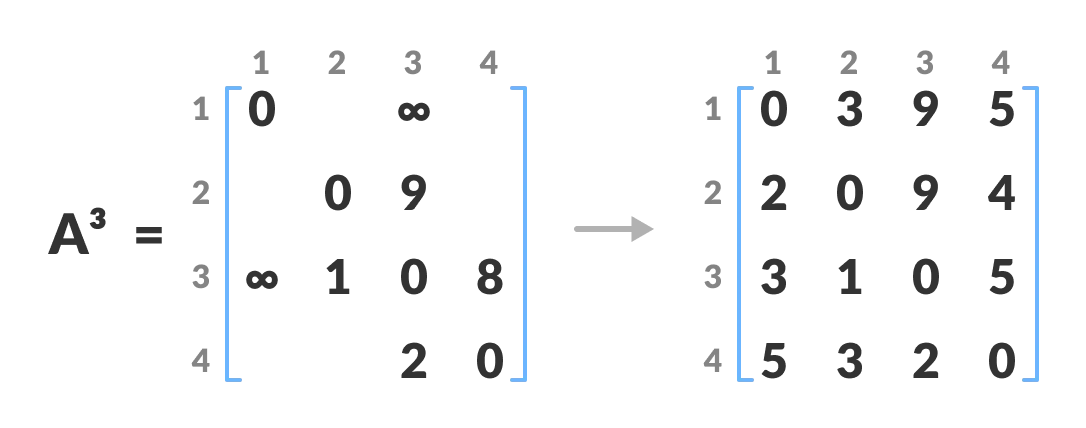 1 2 3 4 1 2 3 4
1 0 ∞ 1 0 3 9 5
2 0 9 2 2 0 9 4
A³ =
3 ∞ 1 0 8 3 3 1 0 5
4 2 0 4 5 3 2 0